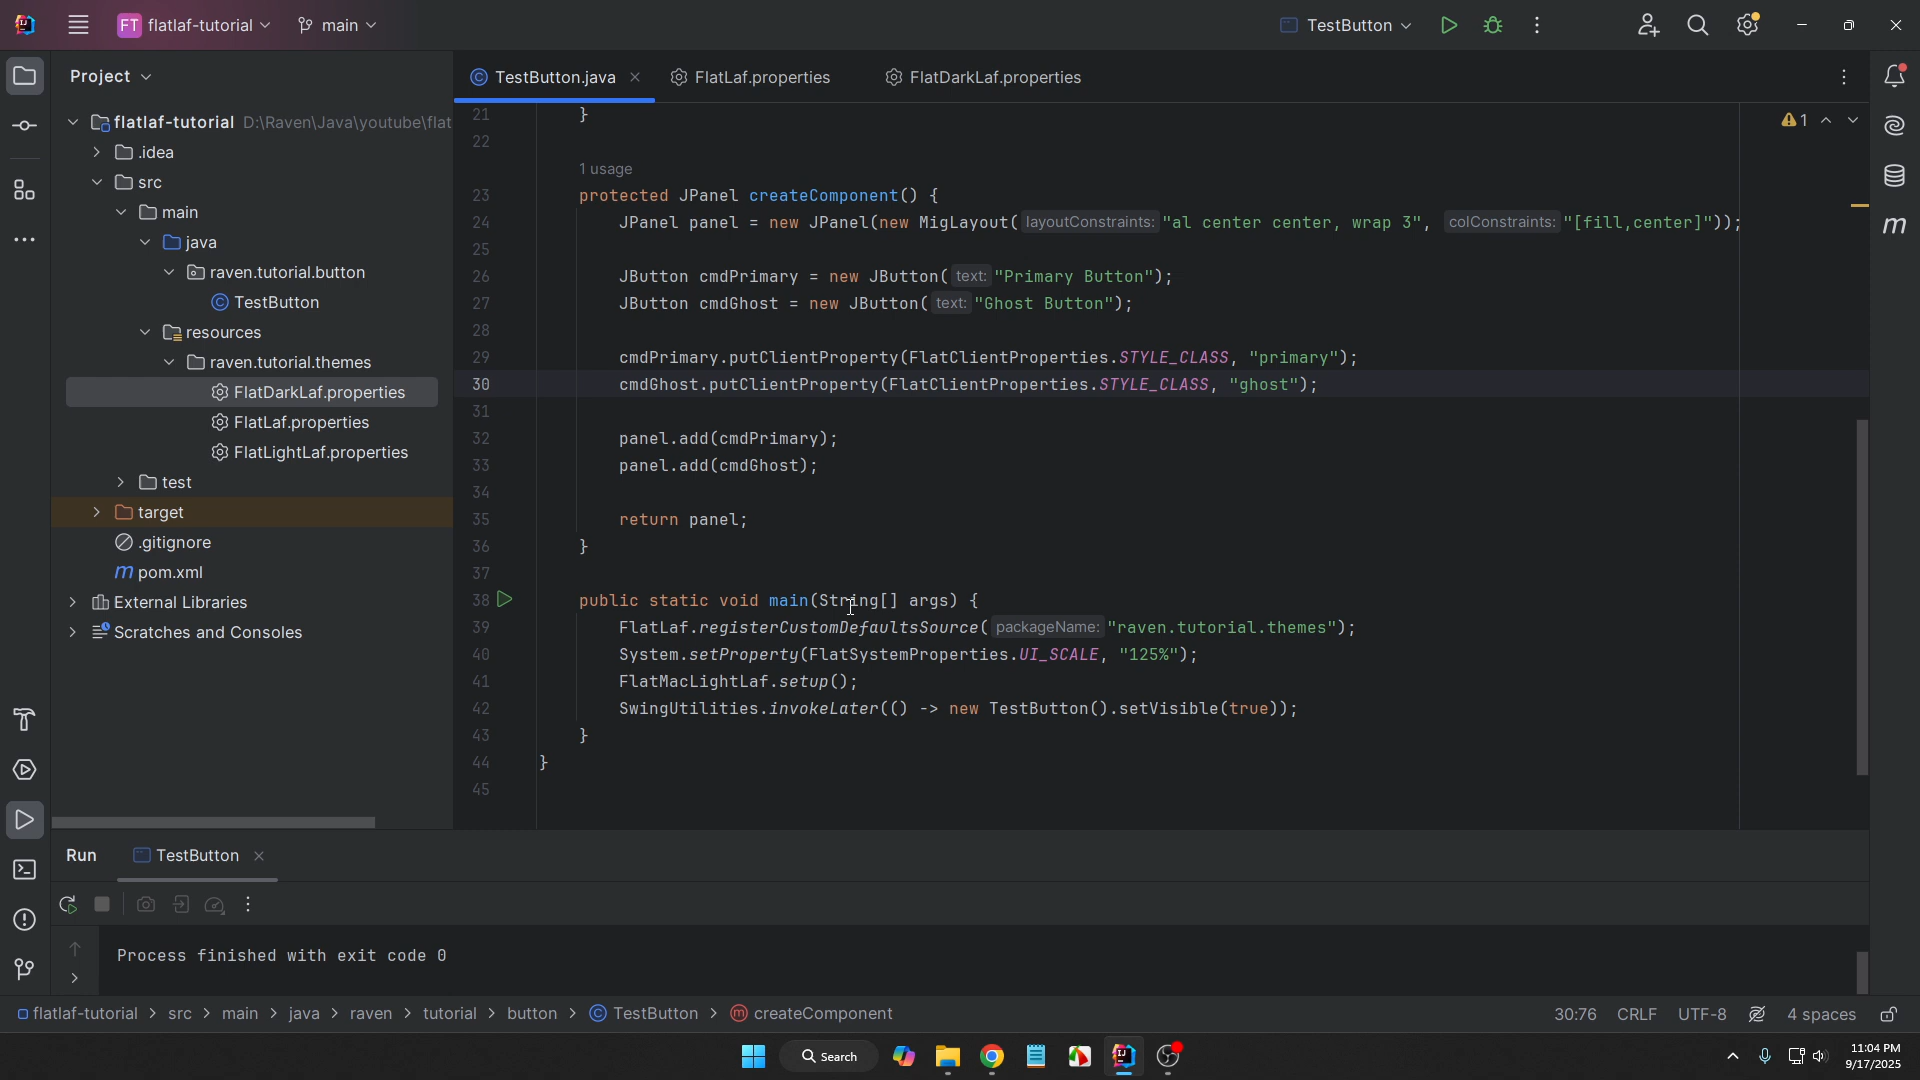 FT flatlaf-tutorial main TestButton
Project
TestButton.java FlatLaf.properties FlatDarkLaf.properties
flatlaf-tutorial D:\Raven\Java\youtube\flat
.idea
src
main
java
raven.tutorial.button
TestButton
resources
raven.tutorial.themes
FlatDarkLaf.properties
FlatLaf.properties
FlatLightLaf.properties
test
target
.gitignore
m pom.xml
External Libraries
Scratches and Consoles
1
21 }
22
1 usage
23 protected JPanel createComponent() {
24 JPanel panel = new JPanel(new MigLayout( layoutConstraints: "al center center, wrap 3", colConstraints: "[fill,center]"));
25
26 JButton cmdPrimary = new JButton( text: "Primary Button");
27 JButton cmdGhost = new JButton( text: "Ghost Button");
28
29 cmdPrimary.putClientProperty(FlatClientProperties.STYLE_CLASS, "primary");
30 cmdGhost.putClientProperty(FlatClientProperties.STYLE_CLASS, "ghost");
31
32 panel.add(cmdPrimary);
33 panel.add(cmdGhost);
34
35 return panel;
36 }
37
38 public static void main(String[] args) {
39 FlatLaf.registerCustomDefaultsSource( packageName: "raven.tutorial.themes");
40 System.setProperty(FlatSystemProperties.UI_SCALE, "125%");
41 FlatMacLightLaf.setup();
42 SwingUtilities.invokeLater(() -> new TestButton().setVisible(true));
43 }
44 }
45
m
Run TestButton
Process finished with exit code 0
flatlaf-tutorial > src > main > java > raven > tutorial > button > TestButton > m createComponent 30:76 CRLF UTF-8 4 spaces
Search
11:04 PM
9/17/2025